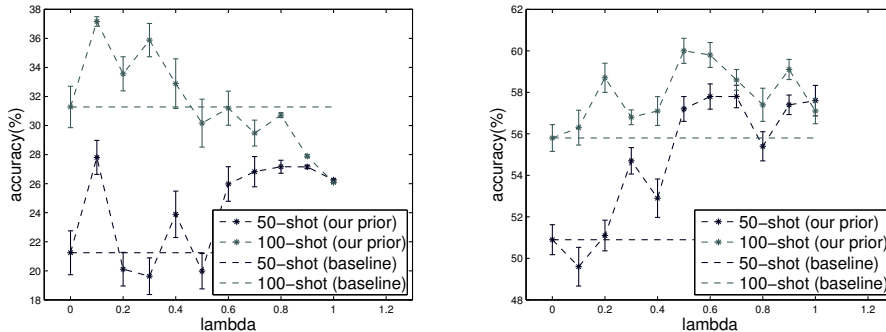 38
36
34
32
30
28
26
24
22
20
18
accuracy(%)
0
0.2
0.4
0.6
0.8
1
1.2
lambda
50−shot (our prior)
100−shot (our prior)
50−shot (baseline)
100−shot (baseline)
62
60
58
56
54
52
50
48
accuracy(%)
0
0.2
0.4
0.6
0.8
1
1.2
lambda
50−shot (our prior)
100−shot (our prior)
50−shot (baseline)
100−shot (baseline)